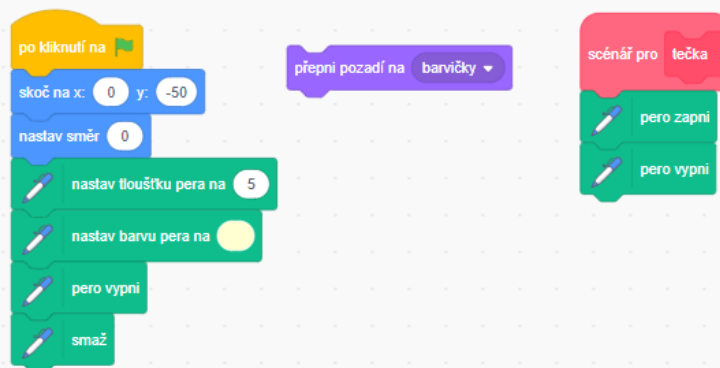 po kliknutí na
skoč na x: 0 y: -50
nastav směr 0
nastav tloušťku pera na 5
nastav barvu pera na
pero vypni
smaž
přepni pozadí na barvičky
scénář pro tečka
pero zapni
pero vypni